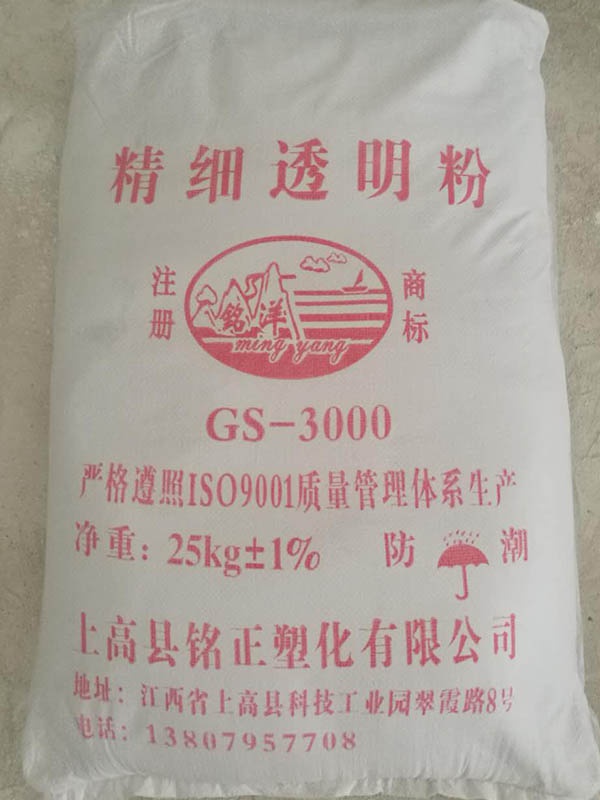 精细透明粉
注册 商标
铭洋
ming yang
GS-3000
严格遵照ISO9001质量管理体系生产
净重：25kg±1% 防潮
上高县铭正塑化有限公司
地址：江西省上高县科技工业园翠霞路8号
电话：13807957708